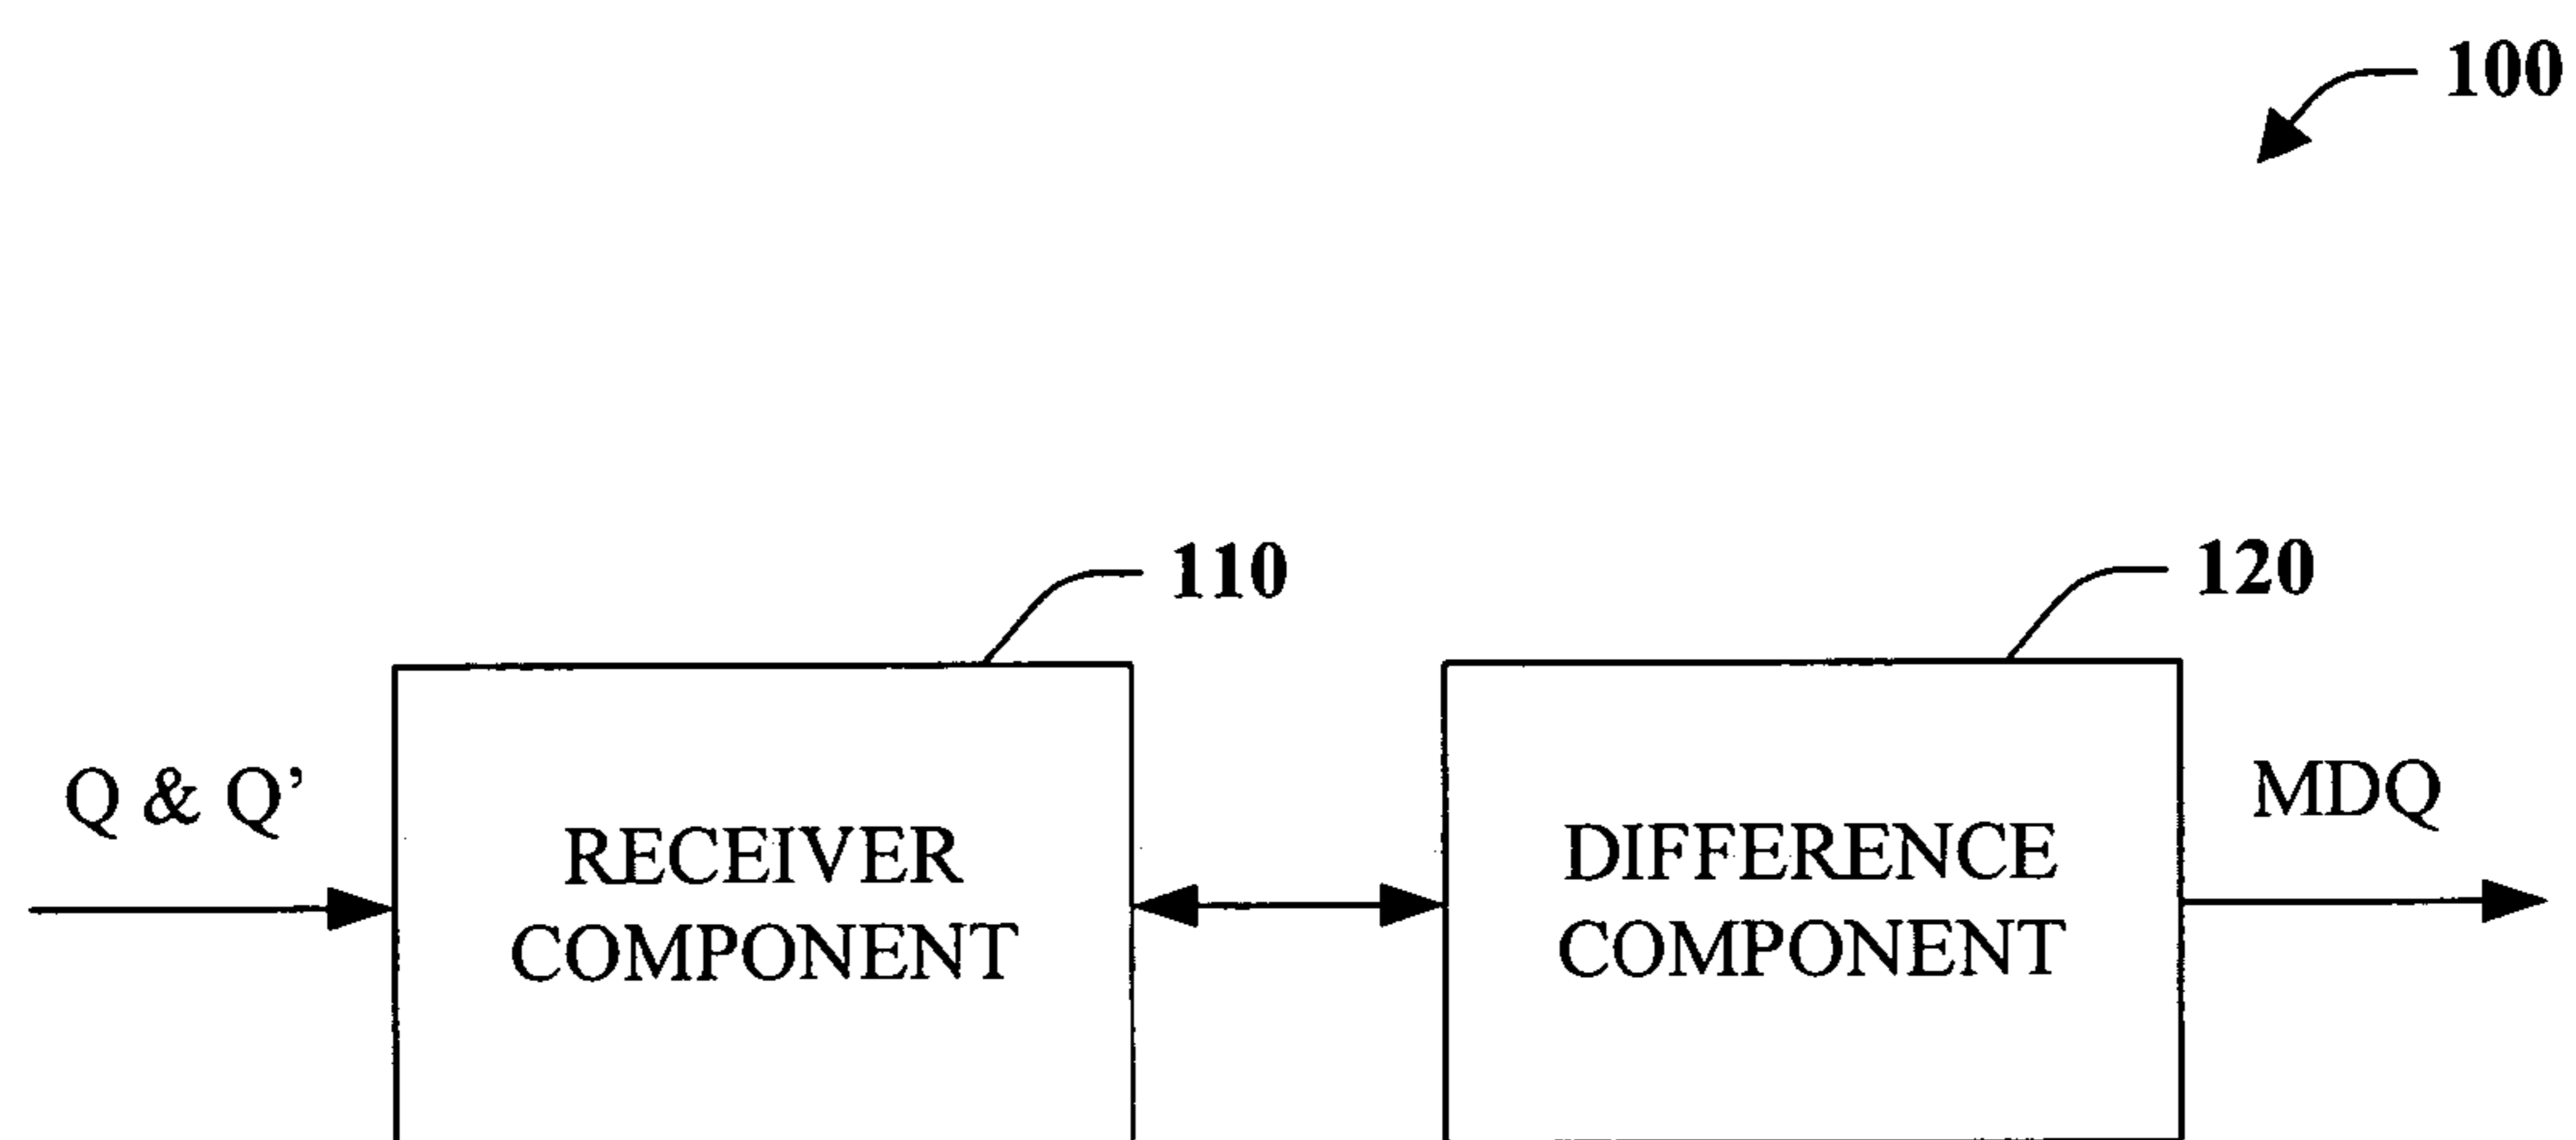 100
110
120
Q & Q’
RECEIVER
COMPONENT
DIFFERENCE
COMPONENT
MDQ